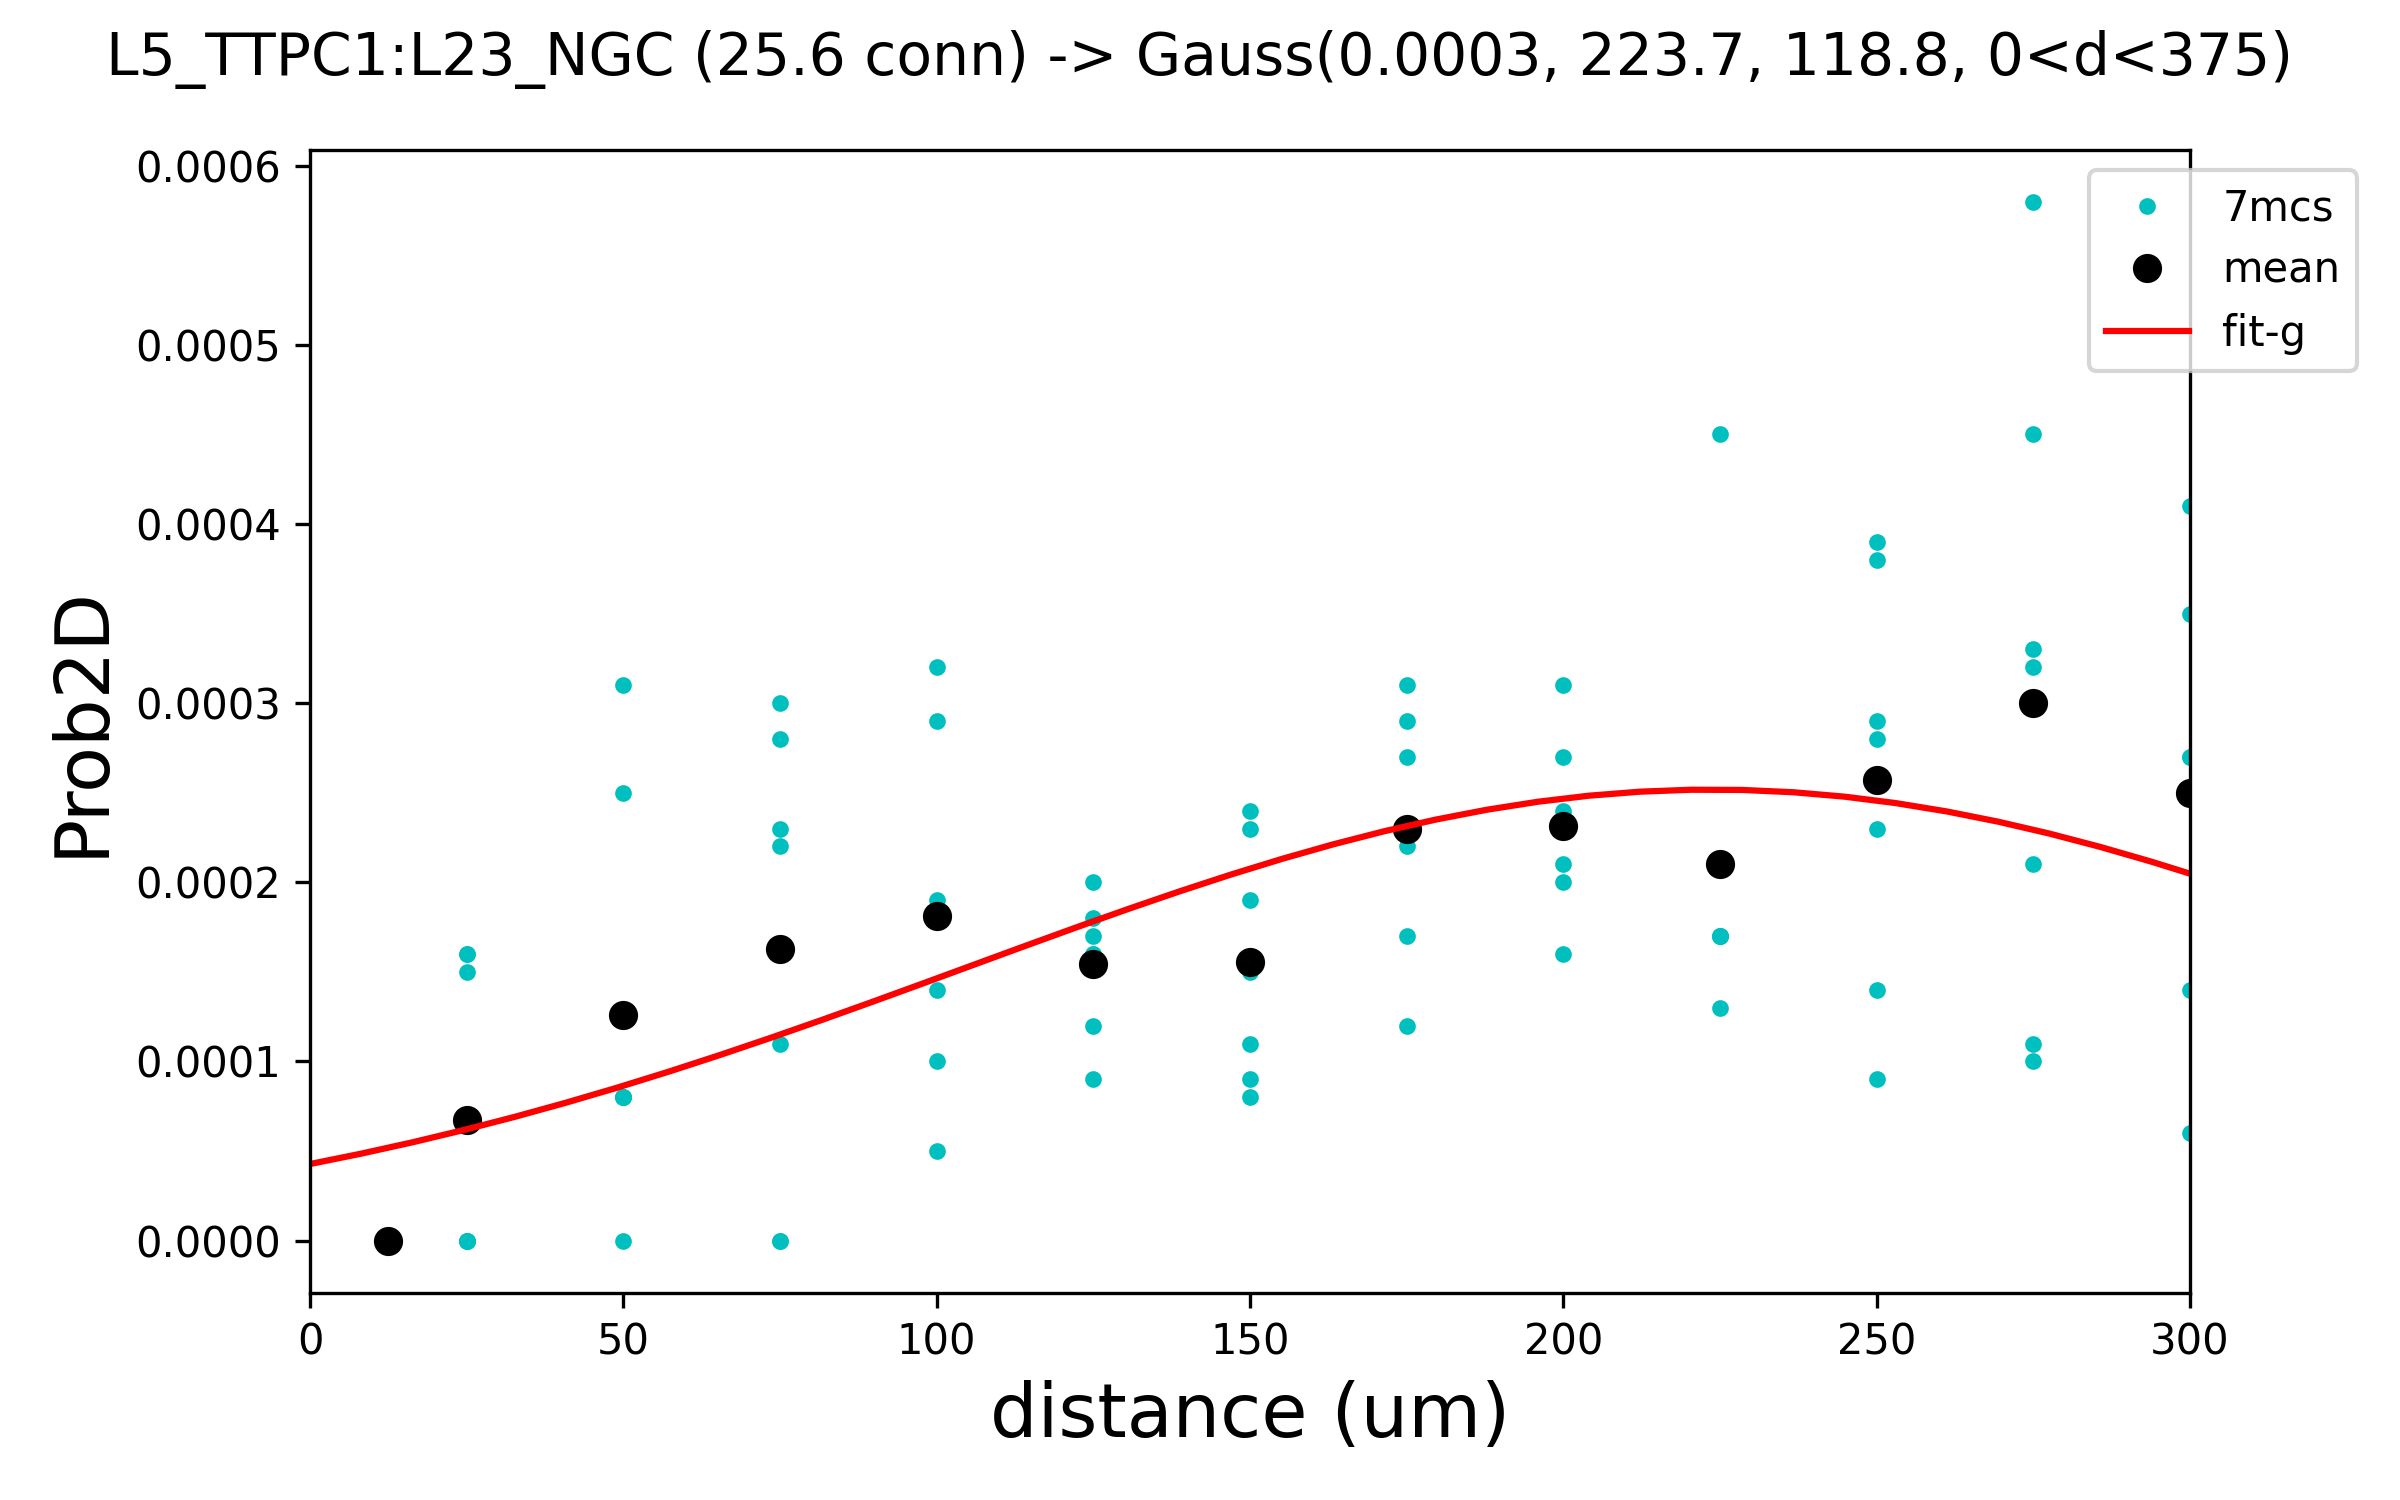 L5_TTPC1:L23_NGC (25.6 conn) -> Gauss(0.0003, 223.7, 118.8, 0<d<375)
0.0006
0.0005
0.0004
0.0003
0.0002
0.0001
0.0000
Prob2D
7mcs
mean
fit-g
0 50 100 150 200 250 300
distance (um)